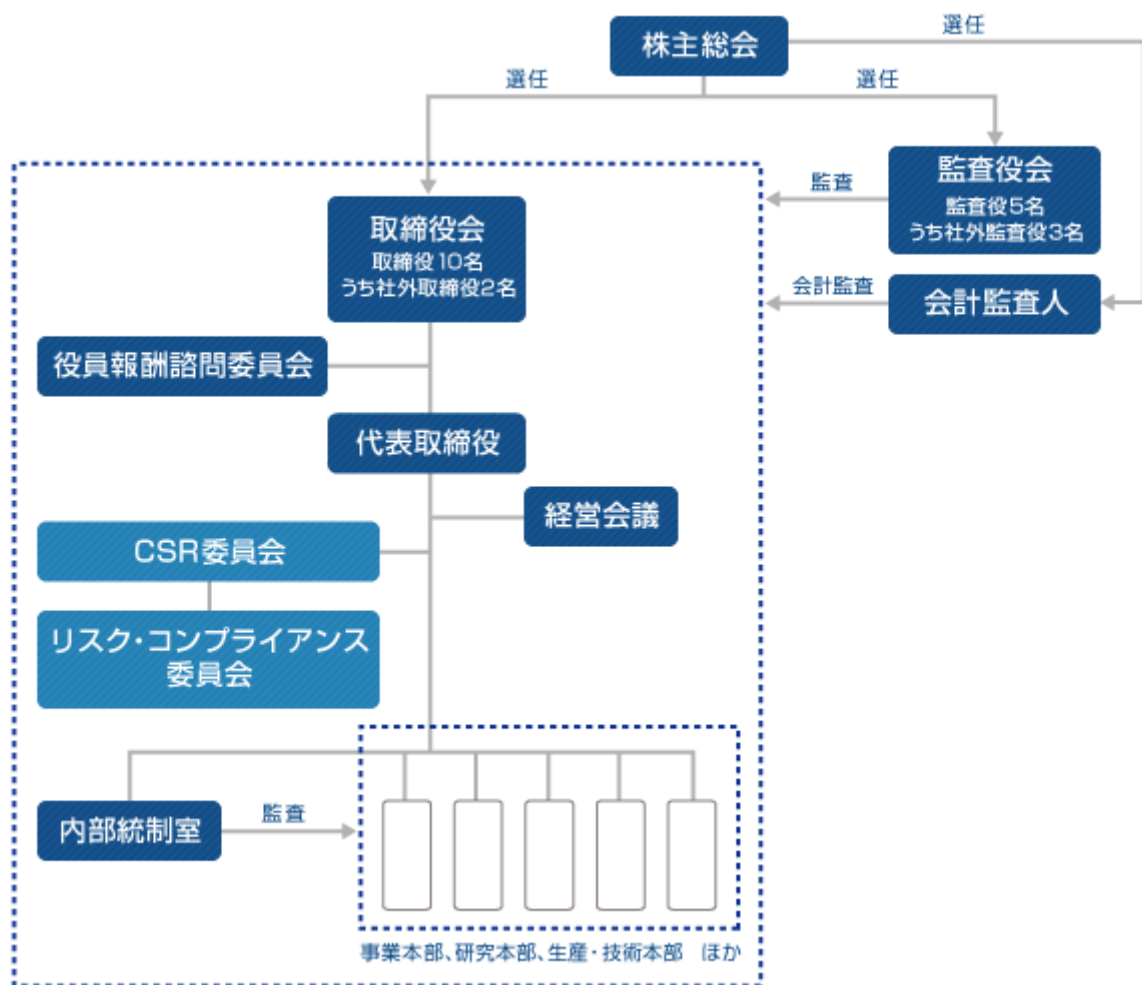 選任
株主総会
選任
選任
監査役会
監査役5名
うち社外監査役3名
監査
取締役会
取締役10名
うち社外取締役2名
会計監査
会計監査人
役員報酬諮問委員会
代表取締役
経営会議
CSR委員会
リスク・コンプライアンス
委員会
内部統制室
監査
事業本部、研究本部、生産・技術本部　ほか